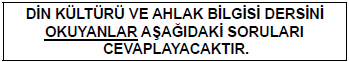 DİN KÜLTÜRÜ VE AHLAK BİLGİSİ DERSİNİ
OKUYANLAR AŞAĞIDAKİ SORULARI
CEVAPLAYACAKTIR.